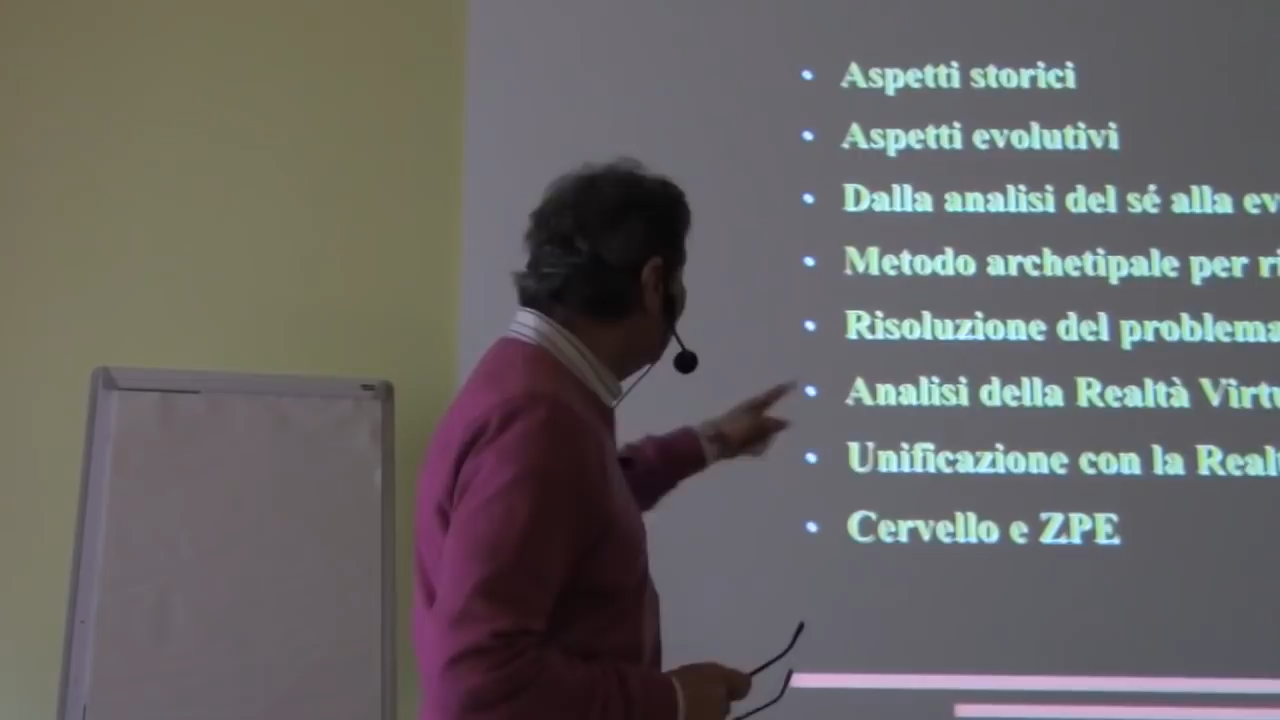 Aspetti storici
Aspetti evolutivi
Dalla analisi del sé alla
Metodo archetipale per
Risoluzione del problema
Analisi della Realtà
Unificazione con la
Cervello e ZPE